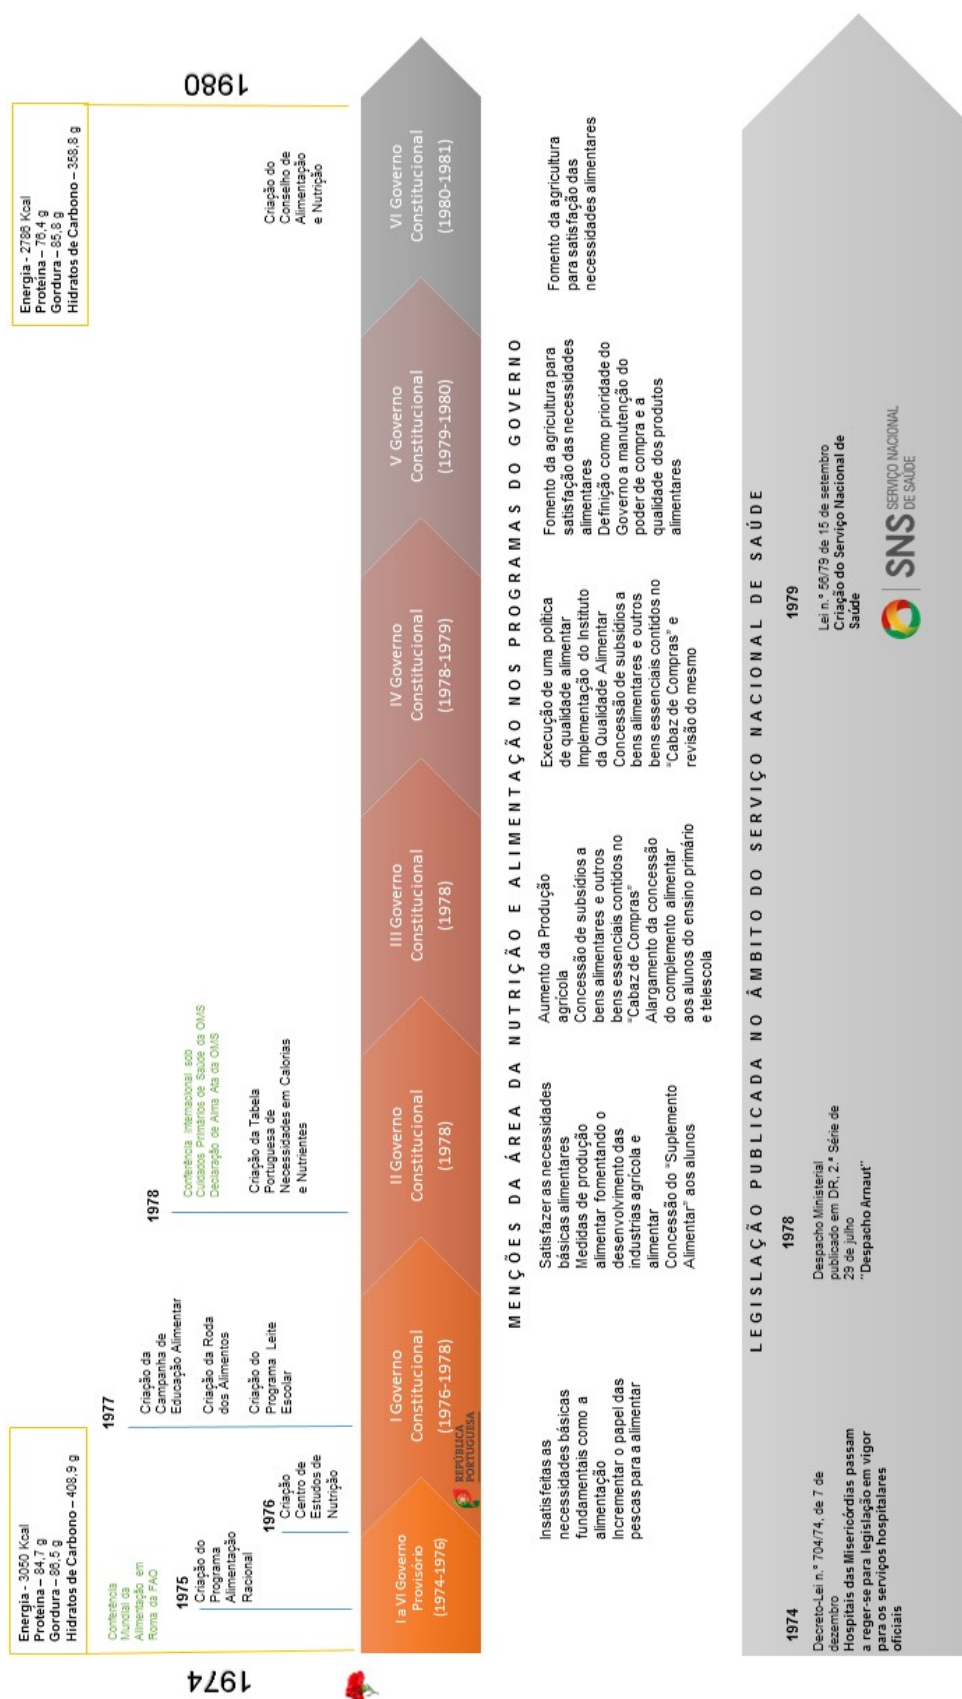 1974
1980
Energia - 3050 Kcal
Proteína – 84,7 g
Gordura – 86,5 g
Hidratos de Carbono – 408,9 g
Energia - 2786 Kcal
Proteína – 76,4 g
Gordura – 85,8 g
Hidratos de Carbono – 358,8 g
Conferência
Mundial da
Alimentação em
Roma da FAO
1975
Criação do
Programa
Alimentação
Racional
1976
Criação
Centro de
Estudos de
Nutrição
1977
Criação da
Campanha de
Educação Alimentar
Criação da Roda
dos Alimentos
Criação do
Programa Leite
Escolar
1978
Conferência Internacional sob
Cuidados Primários de Saúde da OMS
Declaração de Alma Ata da OMS
Criação da Tabela
Portuguesa de
Necessidades em Calorias
e Nutrientes
Criação do
Conselho de
Alimentação
e Nutrição
I a VI Governo
Provisório
(1974-1976)
I Governo
Constitucional
(1976-1978)
REPÚBLICA
PORTUGUESA
II Governo
Constitucional
(1978)
III Governo
Constitucional
(1978)
IV Governo
Constitucional
(1978-1979)
V Governo
Constitucional
(1979-1980)
VI Governo
Constitucional
(1980-1981)
MENÇÕES DA ÁREA DA NUTRIÇÃO E ALIMENTAÇÃO NOS PROGRAMAS DO GOVERNO
Insatisfeitas as
necessidades básicas
fundamentais como a
alimentação
Incrementar o papel das
pescas para a alimentar
Satisfazer as necessidades
básicas alimentares
Medidas de produção
alimentar fomentando o
desenvolvimento das
industrias agrícola e
alimentar
Concessão do “Suplemento
Alimentar” aos alunos
Aumento da Produção
agrícola
Concessão de subsídios a
bens alimentares e outros
bens essenciais contidos no
“Cabaz de Compras”
Alargamento da concessão
do complemento alimentar
aos alunos do ensino primário
e telescola
Execução de uma política
de qualidade alimentar
Implementação do Instituto
da Qualidade Alimentar
Concessão de subsídios a
bens alimentares e outros
bens essenciais contidos no
“Cabaz de Compras” e
revisão do mesmo
Fomento da agricultura para
satisfação das necessidades
alimentares
Definição como prioridade do
Governo a manutenção do
poder de compra e a
qualidade dos produtos
alimentares
Fomento da agricultura
para satisfação das
necessidades alimentares
LEGISLAÇÃO PUBLICADA NO ÂMBITO DO SERVIÇO NACIONAL DE SAÚDE
1974
Decreto-Lei n.º 704/74, de 7 de
dezembro
Hospitais das Misericórdias passam
a reger-se para legislação em vigor
para os serviços hospitalares
oficiais
1978
Despacho Ministerial
publicado em DR, 2.ª Série de
29 de julho
“Despacho Arnaut”
1979
Lei n.º 56/79 de 15 de setembro
Criação do Serviço Nacional de
Saúde
SNS SERVIÇO NACIONAL
DE SAÚDE